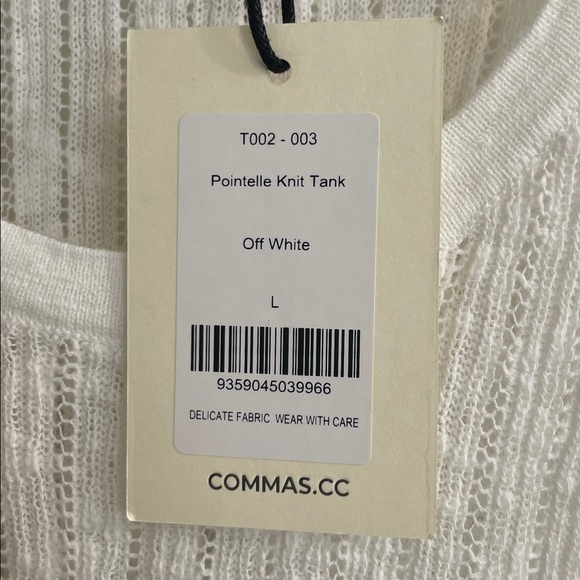 T002 - 003
Pointelle Knit Tank
Off White
L
9359045039966
DELICATE FABRIC WEAR WITH CARE
COMMAS.CC